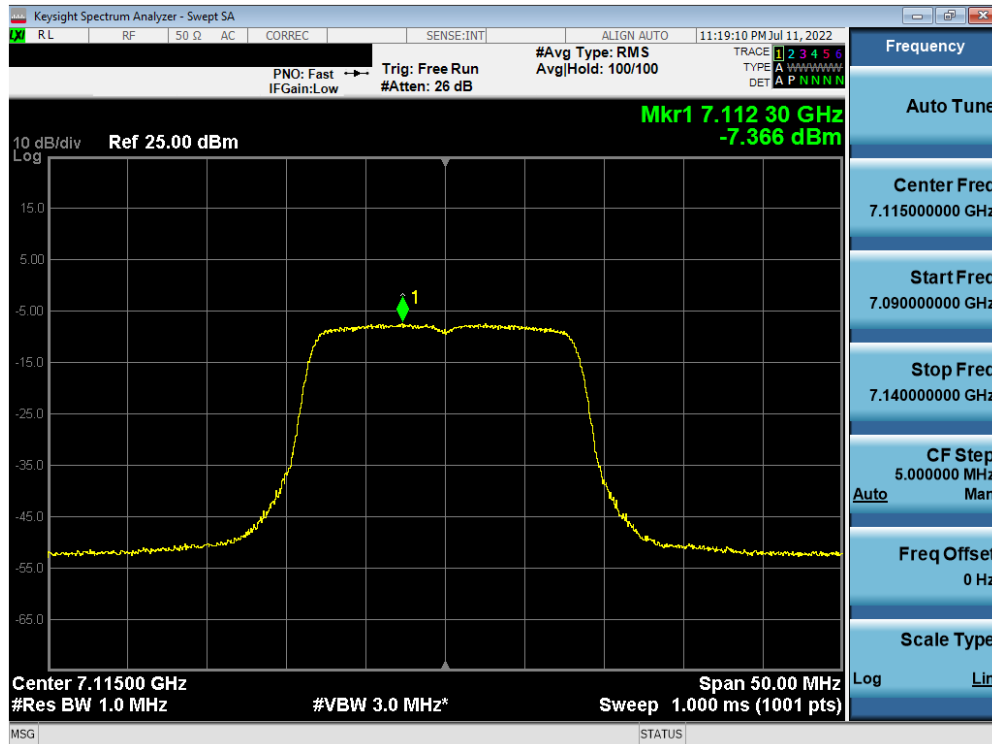 Keysight Spectrum Analyzer - Swept SA
LXI RL RF 50 Ω AC CORREC SENSE:INT ALIGN AUTO 11:19:10 PM Jul 11, 2022
PNO: Fast
IFGain:Low
Trig: Free Run
#Atten: 26 dB
#Avg Type: RMS
Avg|Hold: 100/100
TRACE 1 2 3 4 5 6
TYPE A WWWWW
DET A P N N N N
Mkr1 7.112 30 GHz
-7.366 dBm
10 dB/div Ref 25.00 dBm
Log
15.0
5.00
-5.00
-15.0
-25.0
-35.0
-45.0
-55.0
-65.0
1
Center 7.11500 GHz Span 50.00 MHz
#Res BW 1.0 MHz #VBW 3.0 MHz* Sweep 1.000 ms (1001 pts)
MSG STATUS
Frequency
Auto Tune
Center Freq
7.115000000 GHz
Start Freq
7.090000000 GHz
Stop Freq
7.140000000 GHz
CF Step
5.000000 MHz
Auto Man
Freq Offset
0 Hz
Scale Type
Log Lin